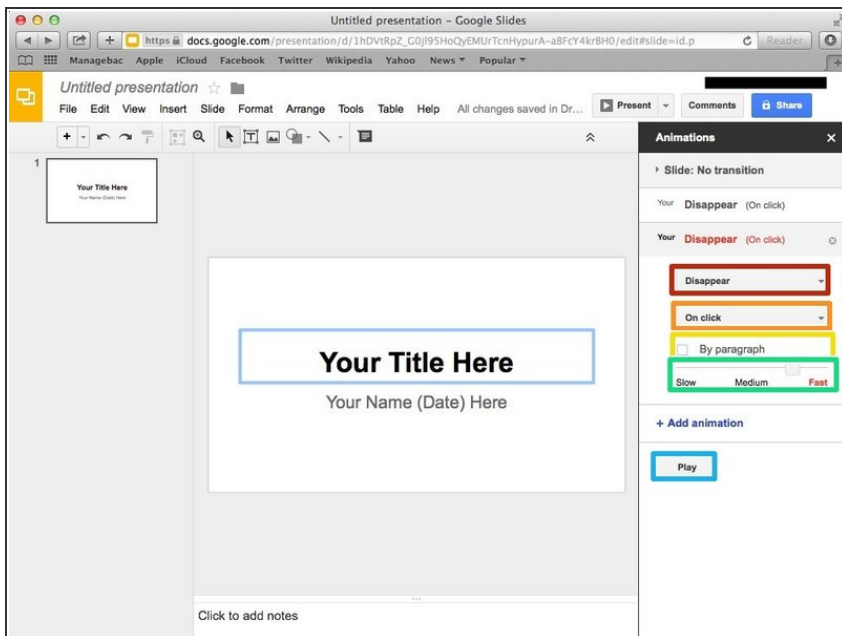 Untitled presentation – Google Slides
https docs.google.com/presentation/d/1hDVtRpZ_G0jl95HoQyEMUrTcnHypurA-aBFcY4krBH0/edit#slide=id.p
Reader
Managebac Apple iCloud Facebook Twitter Wikipedia Yahoo News Popular
Untitled presentation
File Edit View Insert Slide Format Arrange Tools Table Help All changes saved in Dr... Present Comments Share
Animations
Slide: No transition
1
Your Title Here
Your Name (Date) Here
Your Disappear (On click)
Your Disappear (On click)
Disappear
On click
By paragraph
Slow Medium Fast
+ Add animation
Play
Your Title Here
Your Name (Date) Here
Click to add notes